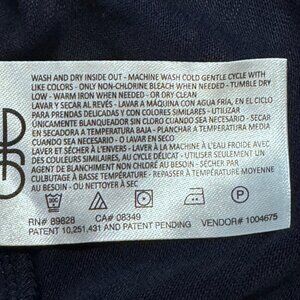 WASH AND DRY INSIDE OUT - MACHINE WASH COLD GENTLE CYCLE WITH
LIKE COLORS - ONLY NON-CHLORINE BLEACH WHEN NEEDED - TUMBLE DRY
LOW - WARM IRON WHEN NEEDED - OR DRY CLEAN
LAVAR Y SECAR AL REVÉS - LAVAR A MÁQUINA CON AGUA FRÍA, EN EL CICLO
PARA PRENDAS DELICADAS Y CON COLORES SIMILARES - UTILIZAR
ÚNICAMENTE BLANQUEADOR SIN CLORO CUANDO SEA NECESARIO - SECAR
EN SECADORA A TEMPERATURA BAJA - PLANCHAR A TEMPERATURA MEDIA
CUANDO SEA NECESARIO - O LAVAR EN SECO
LAVER ET SÉCHER À L'ENVERS - LAVER À LA MACHINE À L'EAU FROIDE AVEC
DES COULEURS SIMILAIRES, AU CYCLE DÉLICAT - UTILISER UNIQUEMENT UN
AGENT DE BLANCHIMENT NON CHLORÉ AU BESOIN - SÉCHER PAR
CULBUTAGE À BASSE TEMPÉRATURE - REPASSER À TEMPÉRATURE MOYENNE
AU BESOIN - OU NETTOYER À SEC
RN# 89828 CA# 08349 VENDOR# 1004675
PATENT 10,251,431 AND PATENT PENDING